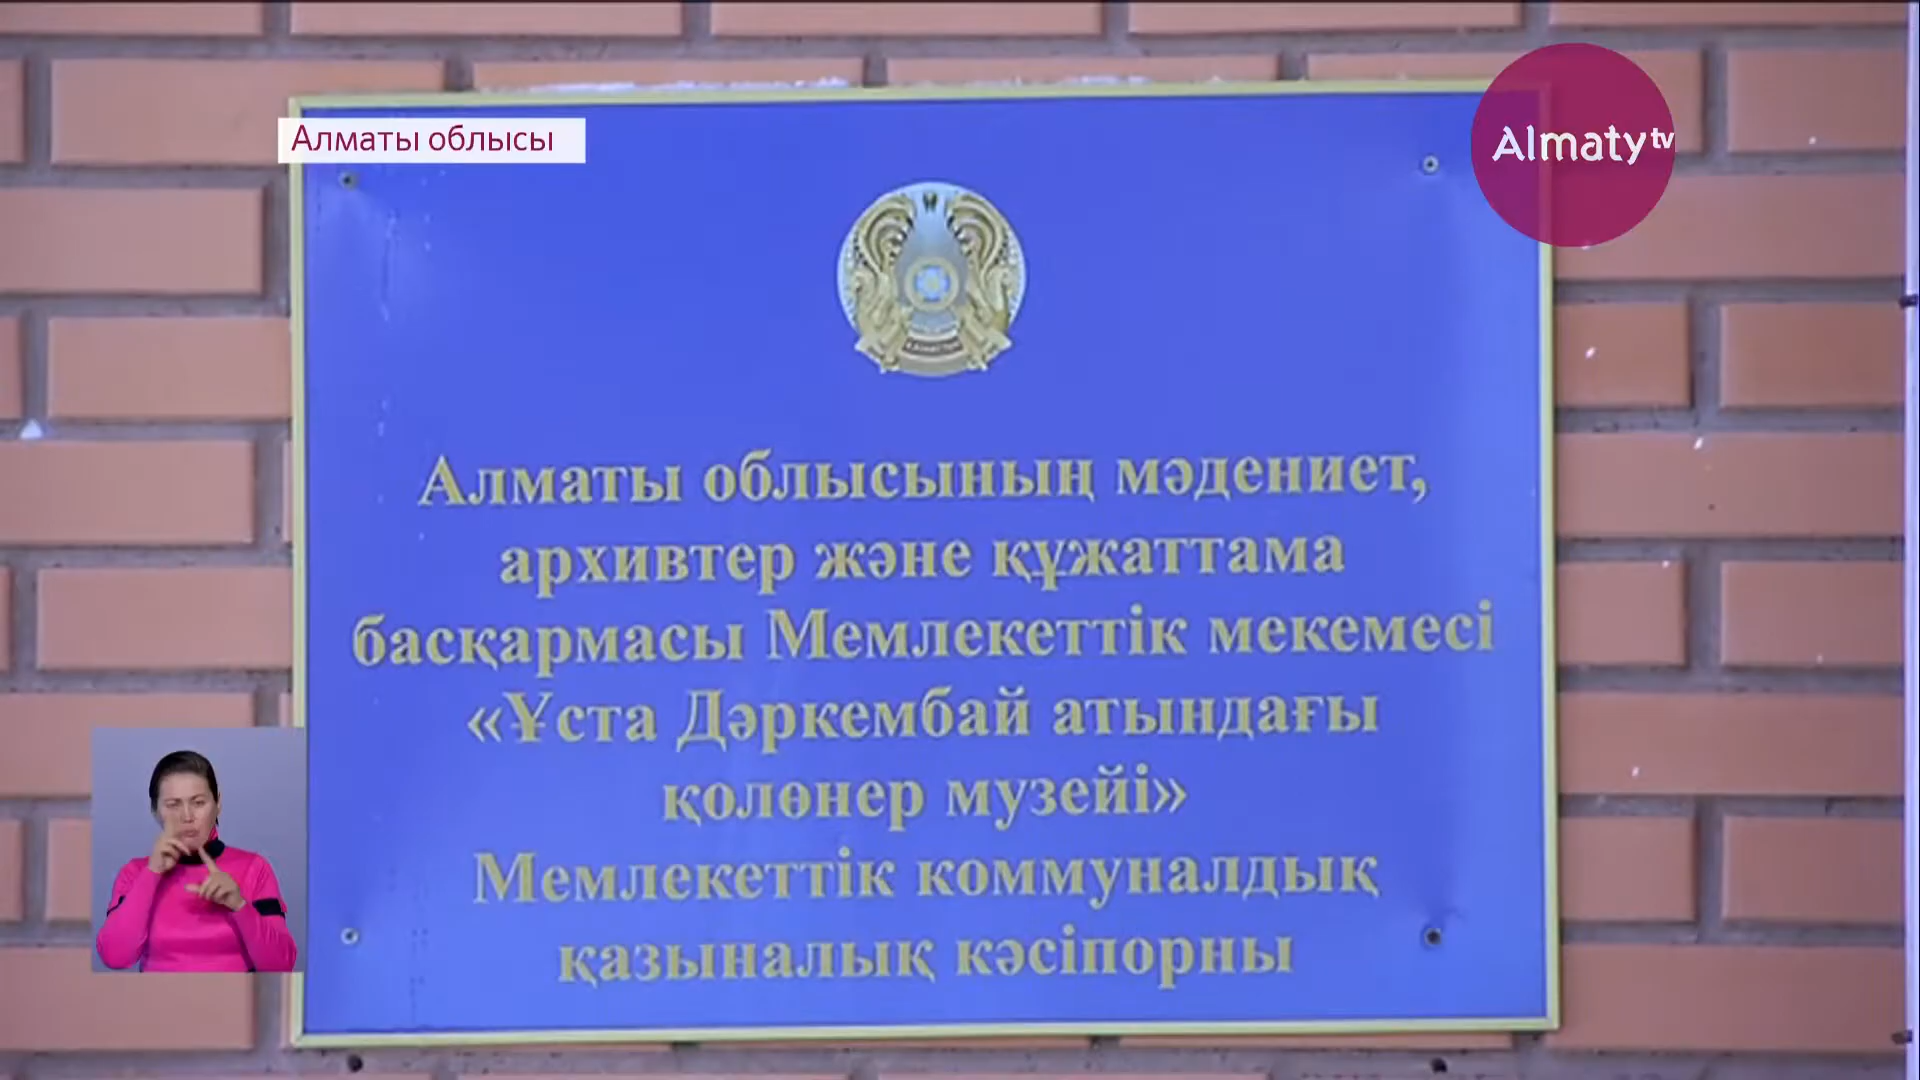 Алматы облысы
Almaty tv
Алматы облысының мәдениет,
архивтер және құжаттама
басқармасы Мемлекеттік мекемесі
«Ұста Дәркембай атындағы
қолөнер музейі»
Мемлекеттік коммуналдық
қазыналық кәсіпорны